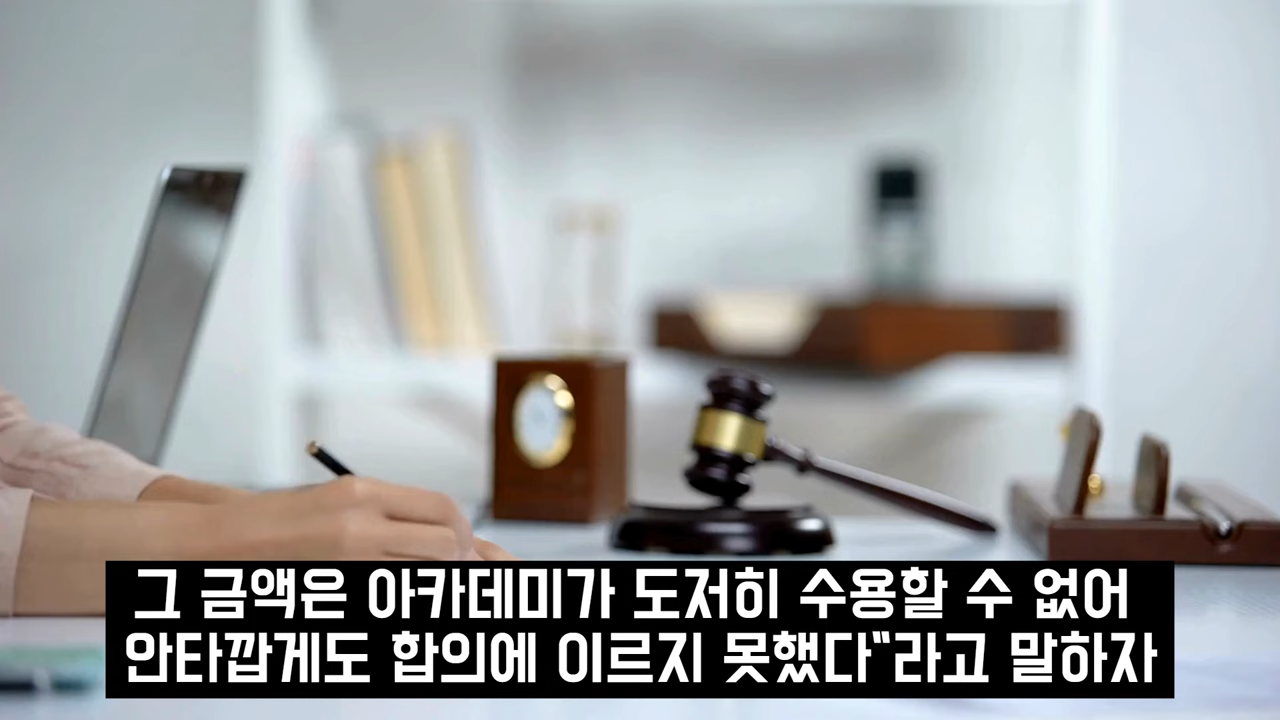 그 금액은 아카데미가 도저히 수용할 수 없어
안타깝게도 합의에 이르지 못했다"라고 말하자